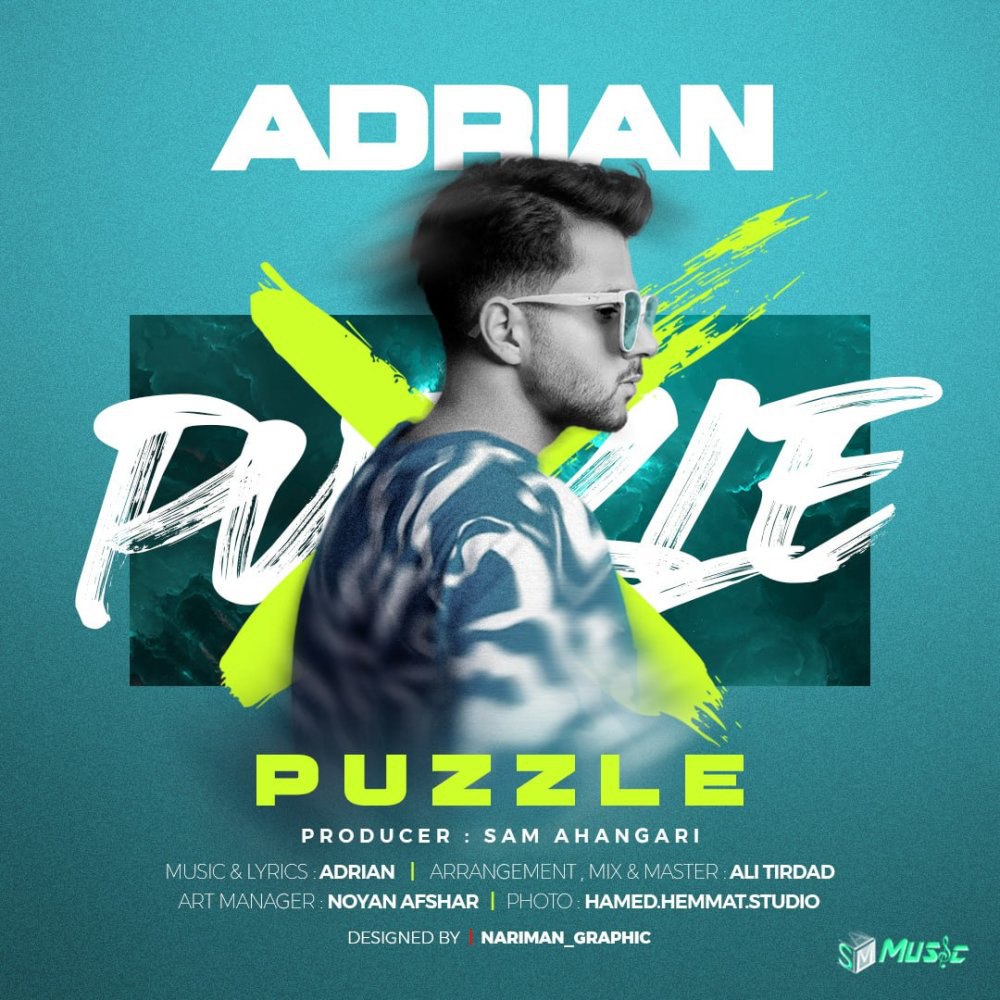 ADRIAN
PUZZLE
PUZZLE
PRODUCER : SAM AHANGARI
MUSIC & LYRICS : ADRIAN | ARRANGEMENT , MIX & MASTER : ALI TIRDAD
ART MANAGER : NOYAN AFSHAR | PHOTO : HAMED.HEMMAT.STUDIO
DESIGNED BY | NARIMAN_GRAPHIC
SM MUSIC